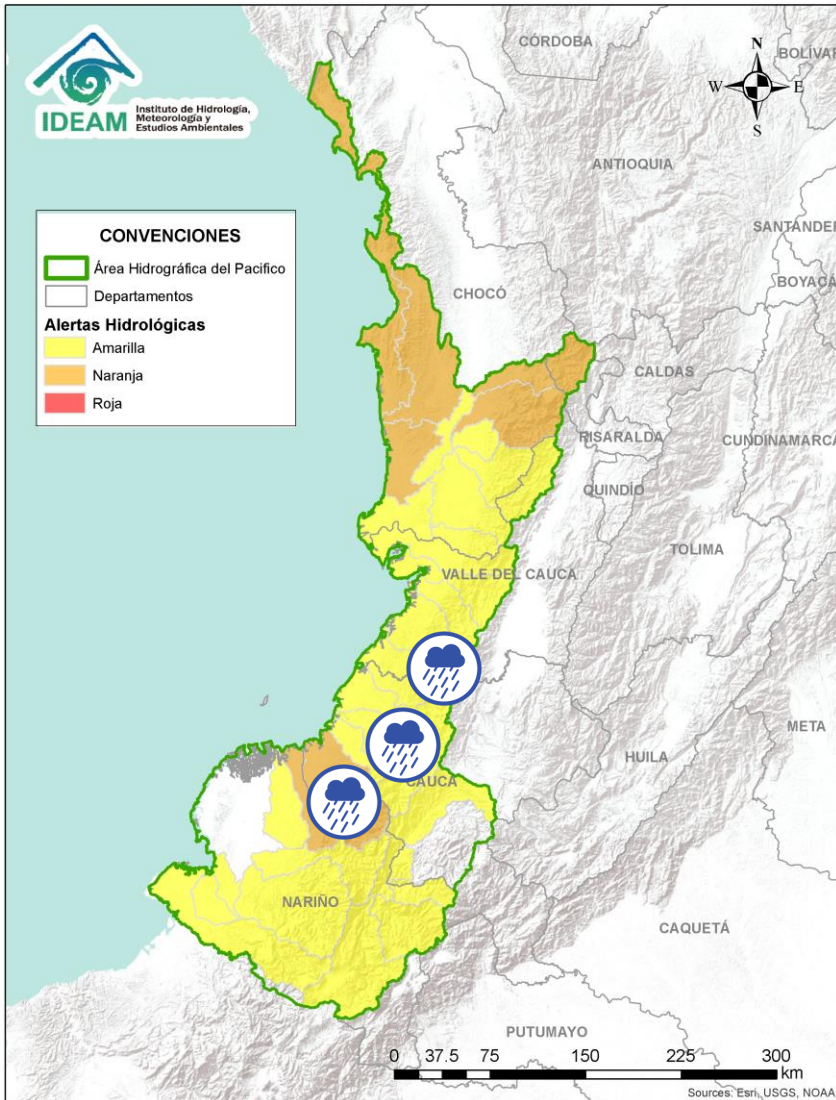 IDEAM
Instituto de Hidrología,
Meteorología y
Estudios Ambientales
CÓRDOBA
BOLÍVAR
N
W
E
S
ANTIOQUIA
SANTANDER
BOYACÁ
CONVENCIONES
Área Hidrográfica del Pacifico
Departamentos
Alertas Hidrológicas
Amarilla
Naranja
Roja
CHOCÓ
CALDAS
RISARALDA
CUNDINAMARCA
QUINDÍO
TOLIMA
VALLE DEL CAUCA
META
HUILA
CAUCA
NARIÑO
CAQUETÁ
PUTUMAYO
0 37.5 75 150 225 300
km
Sources: Esri, USGS, NOAA